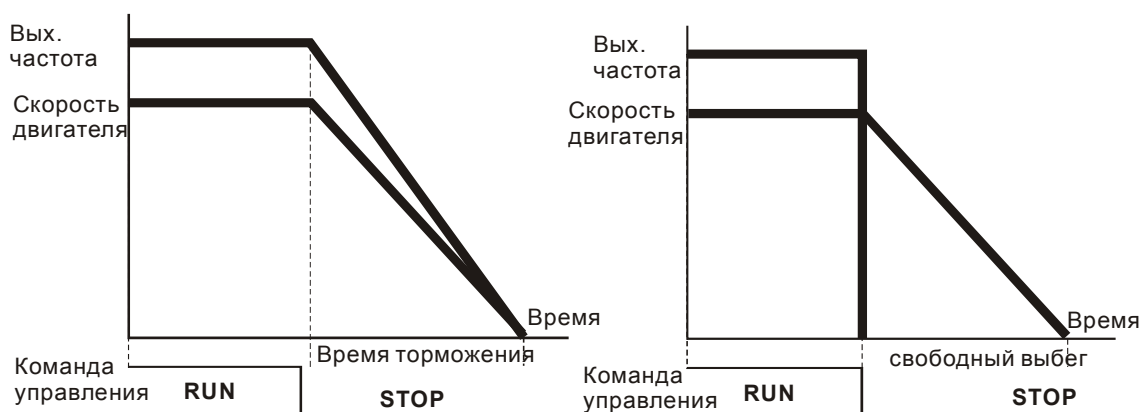 Вых.
частота
Скорость
двигателя
Время
Время торможения
Команда
управления
RUN
STOP
Вых.
частота
Скорость
двигателя
Время
свободный выбег
Команда
управления
RUN
STOP